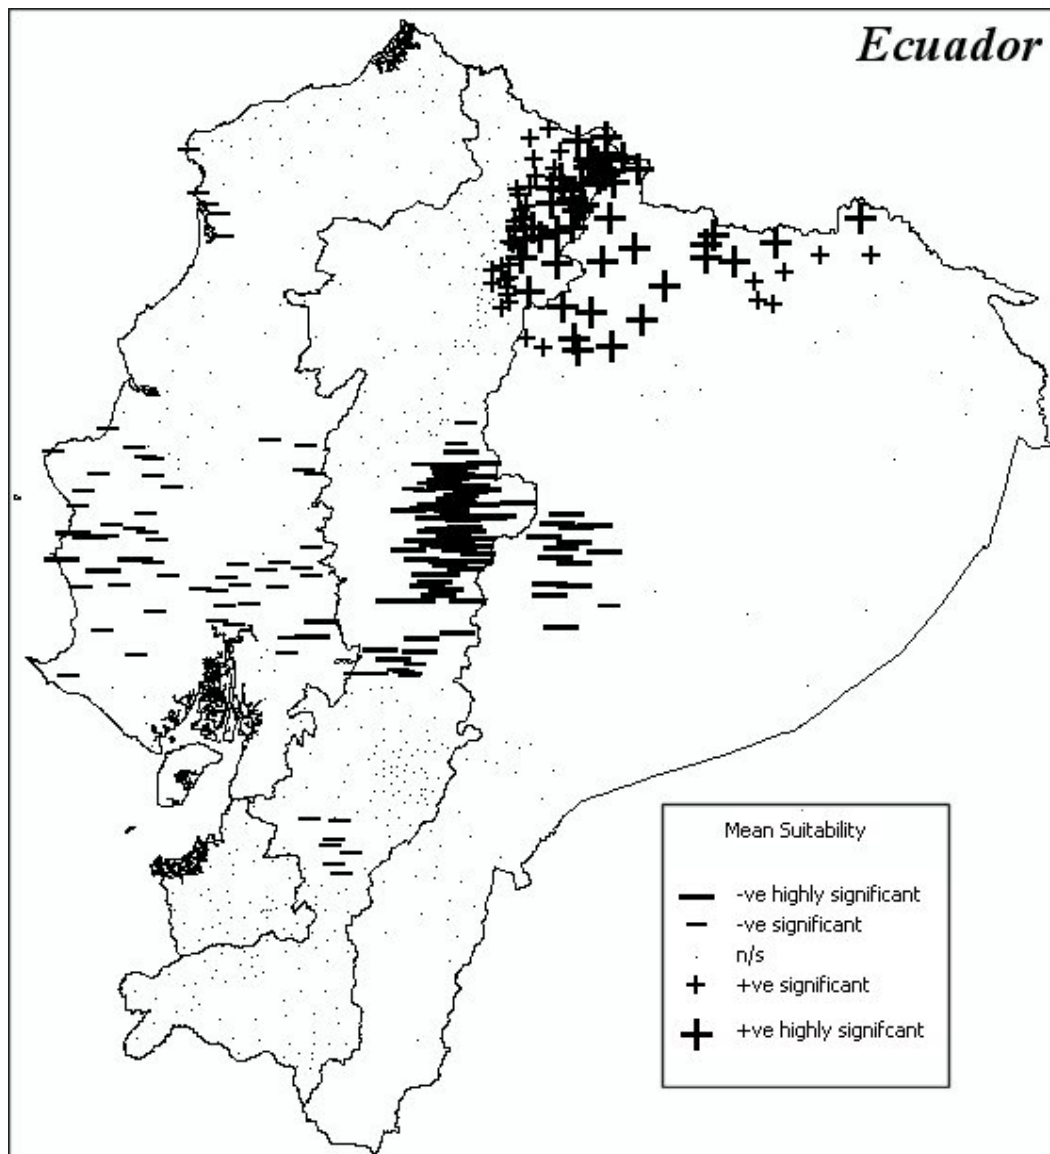 Ecuador
Mean Suitability
-ve highly significant
-ve significant
n/s
+ve significant
+ve highly signifcant